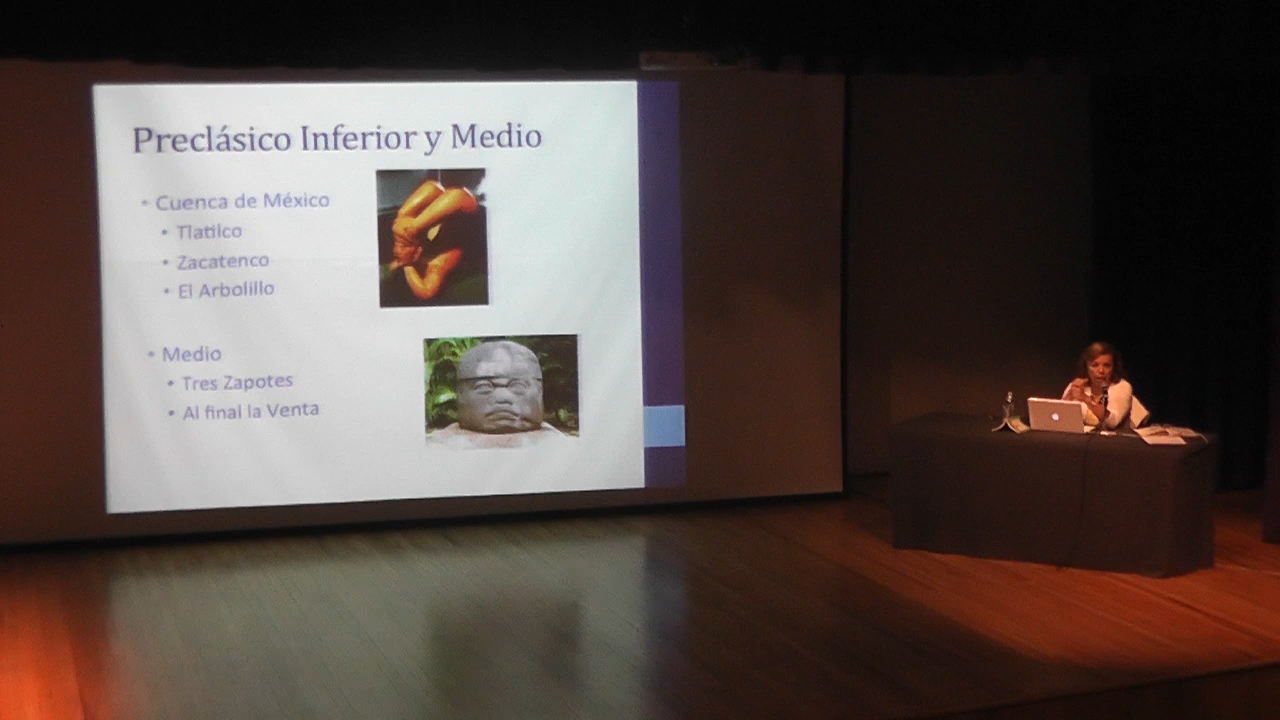 Preclásico Inferior y Medio
• Cuenca de México
• Tlatilco
• Zacatenco
• El Arbolillo
• Medio
• Tres Zapotes
• Al final la Venta